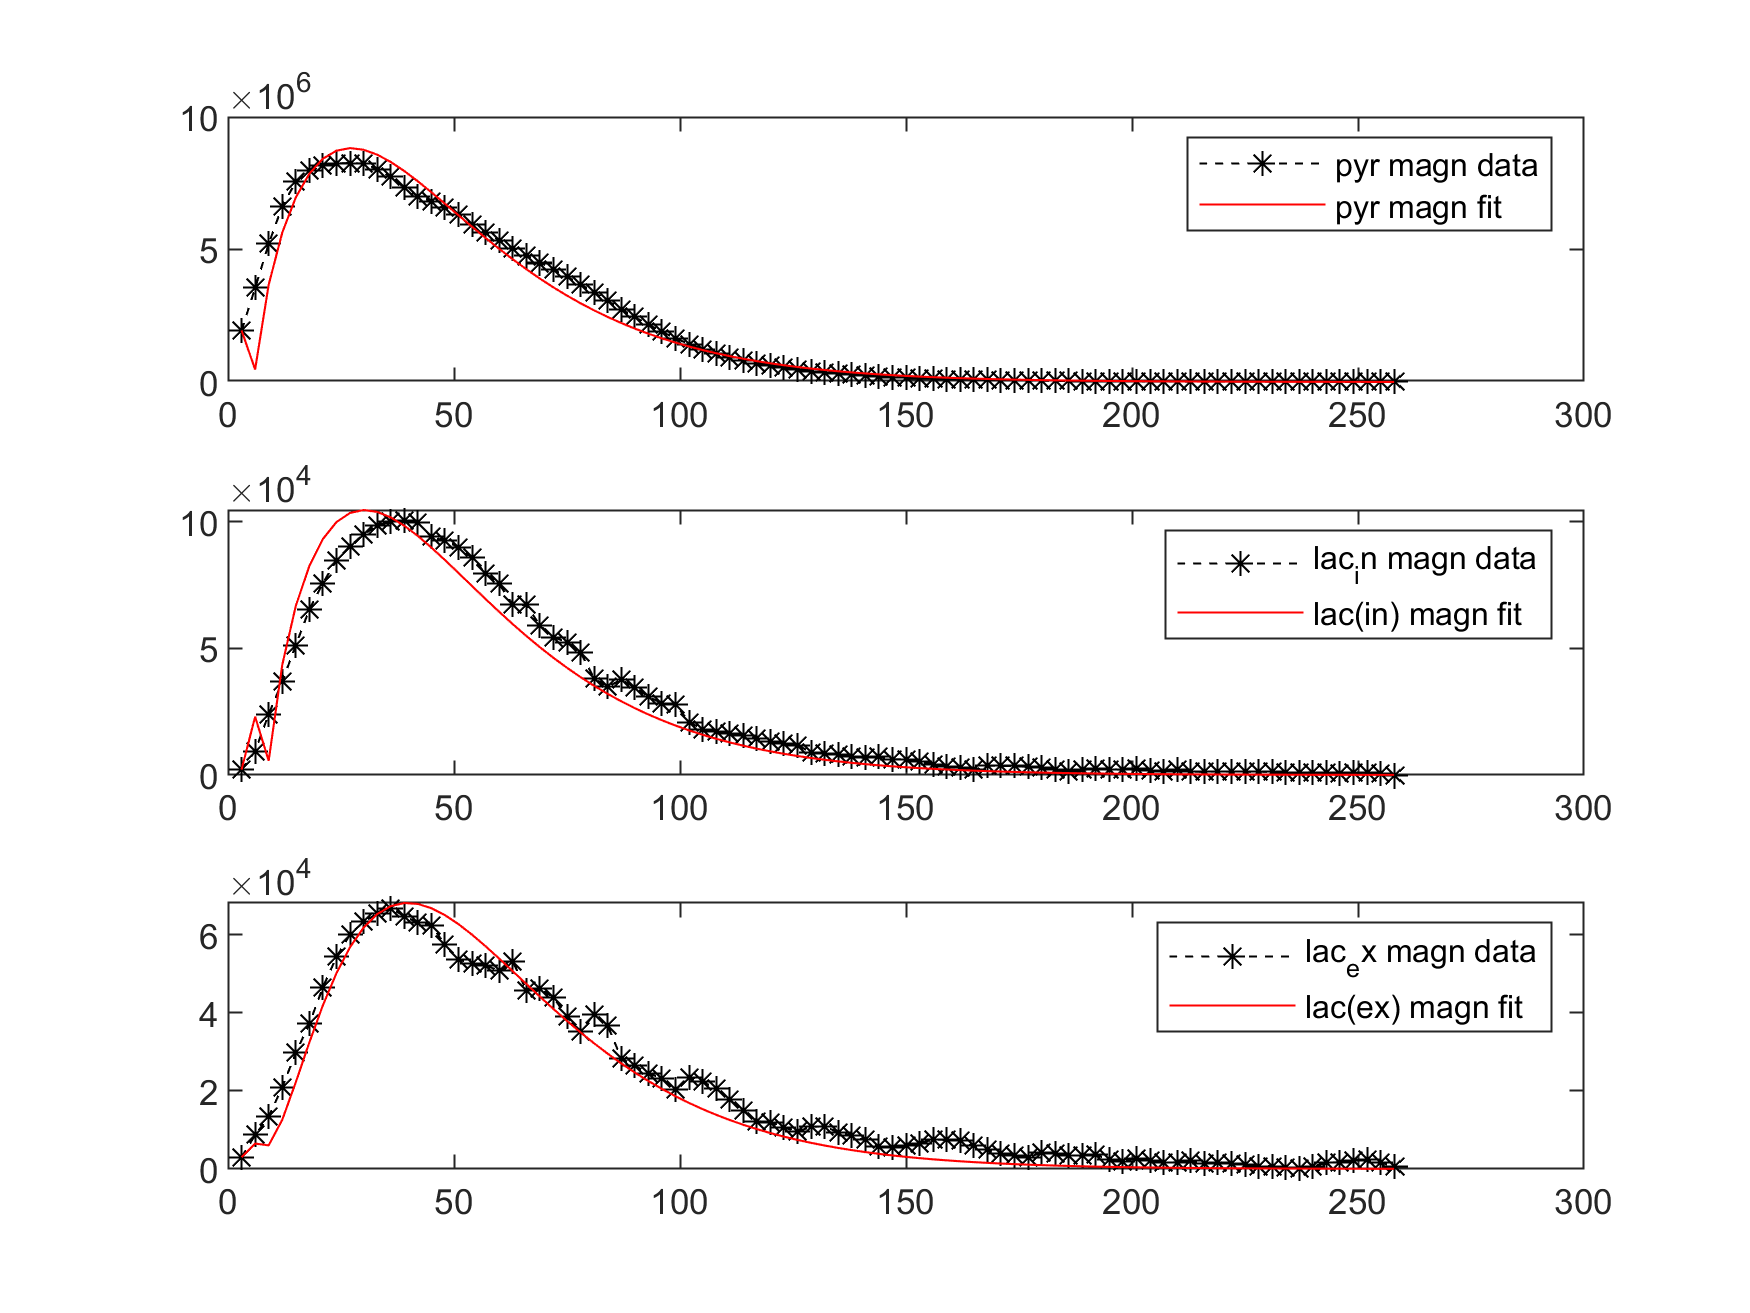 ×10^6
10
5
0
0 50 100 150 200 250 300
pyr magn data
pyr magn fit
×10^4
10
5
0
0 50 100 150 200 250 300
lac_in magn data
lac(in) magn fit
×10^4
6
4
2
0
0 50 100 150 200 250 300
lac_ex magn data
lac(ex) magn fit